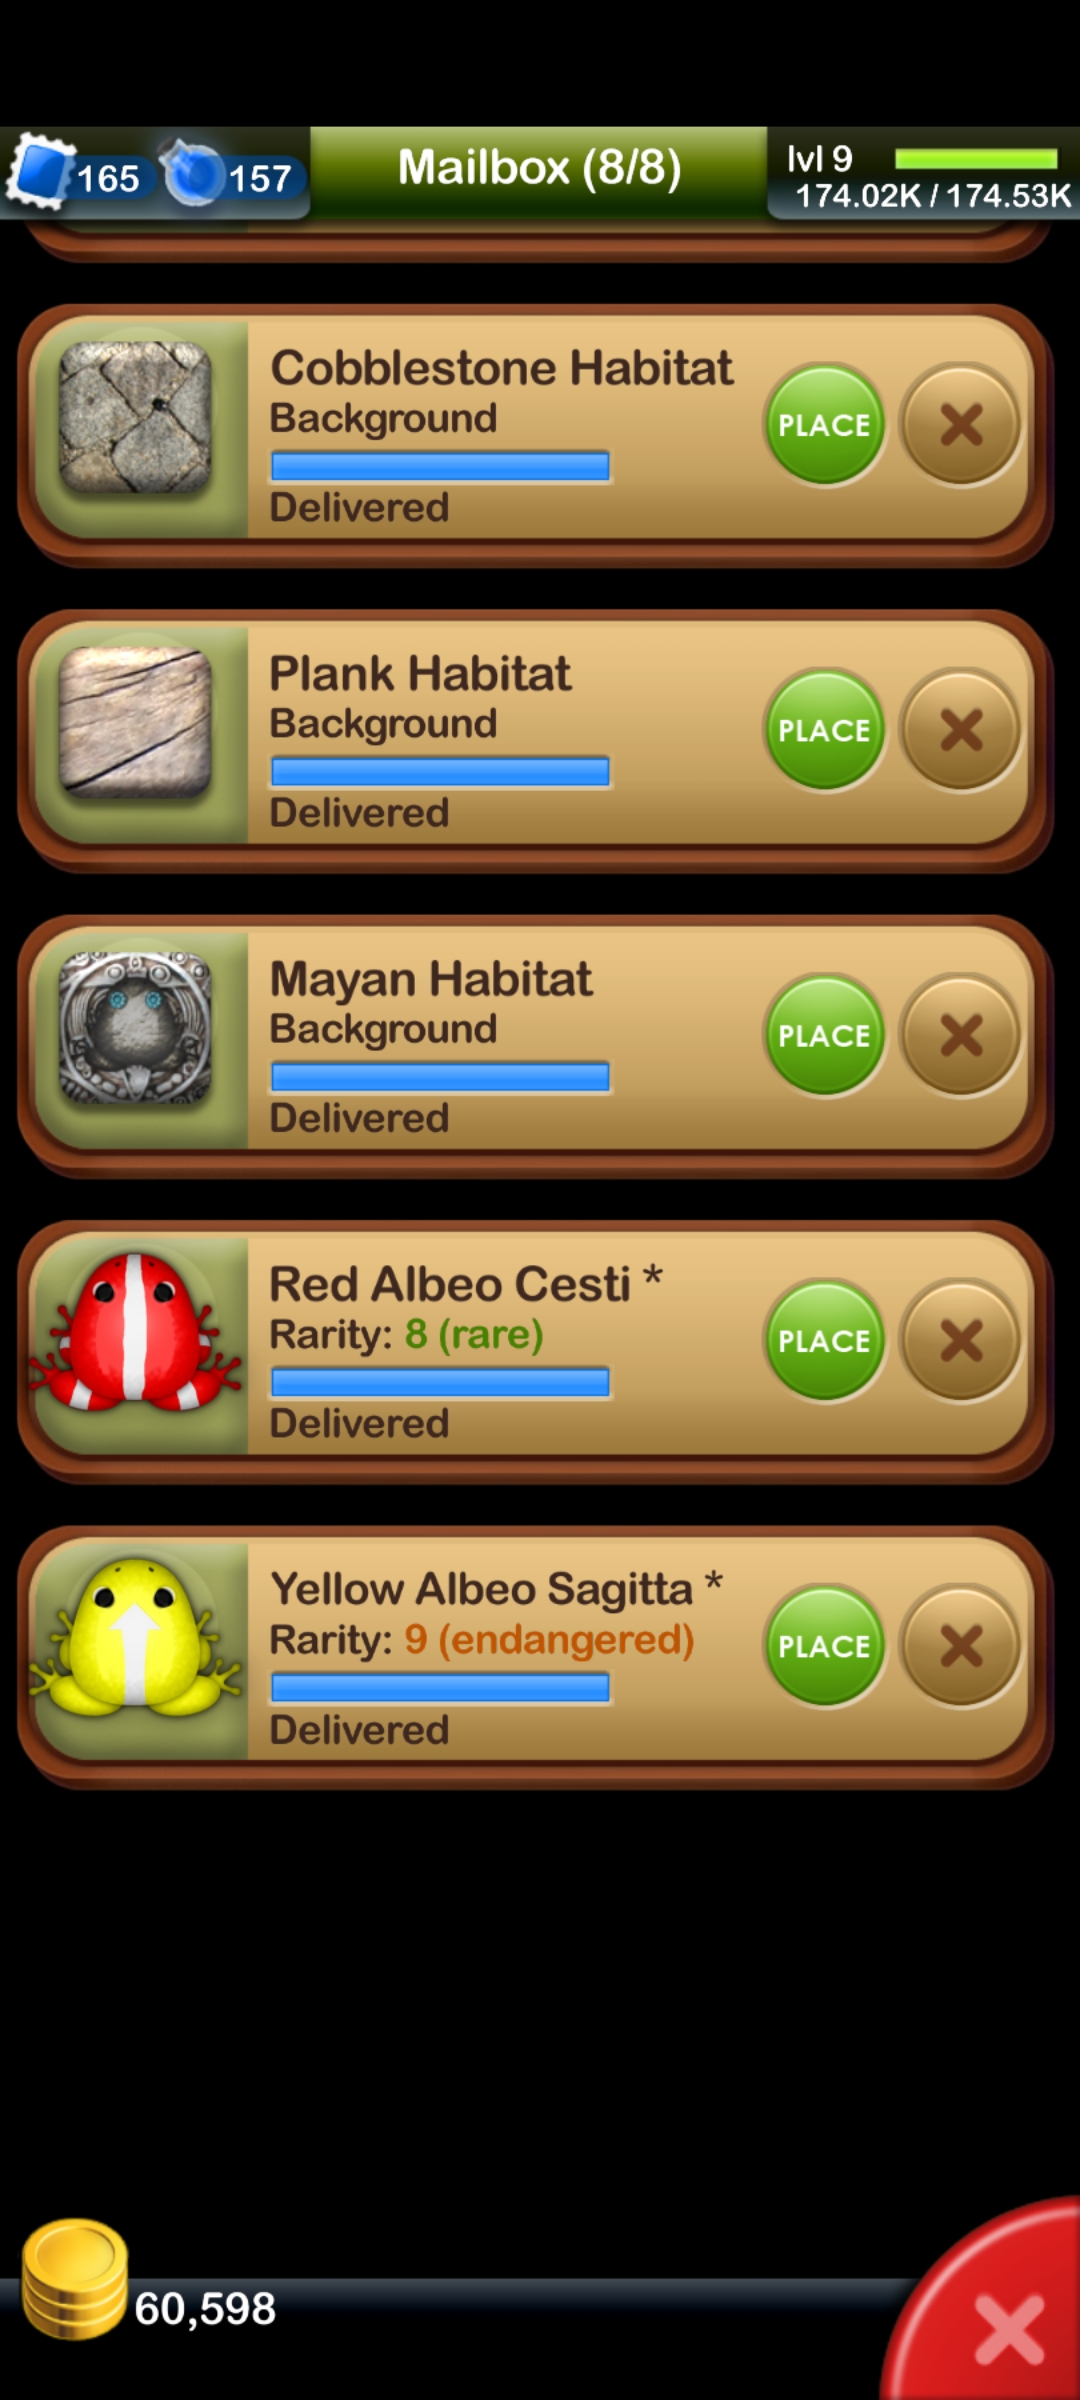 165
157
Mailbox (8/8)
lvl 9
174.02K / 174.53K
Cobblestone Habitat
Background
Delivered
PLACE
Plank Habitat
Background
Delivered
PLACE
Mayan Habitat
Background
Delivered
PLACE
Red Albeo Cesti *
Rarity: 8 (rare)
Delivered
PLACE
Yellow Albeo Sagitta *
Rarity: 9 (endangered)
Delivered
PLACE
60,598